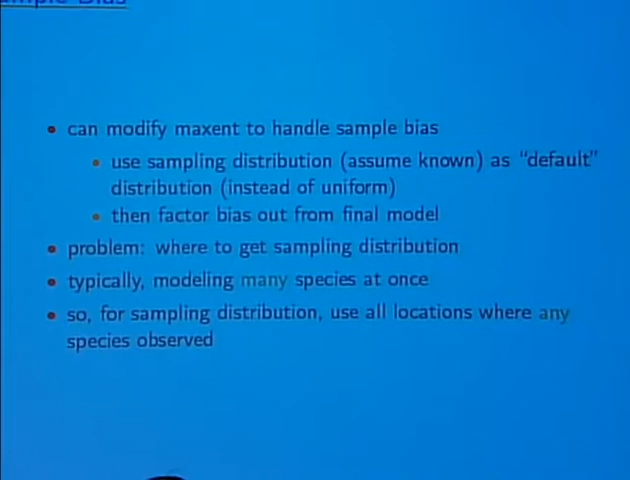 Bias
• can modify maxent to handle sample bias
• use sampling distribution (assume known) as "default"
distribution (instead of uniform)
• then factor bias out from final model
• problem: where to get sampling distribution
• typically, modeling many species at once
• so, for sampling distribution, use all locations where any
species observed